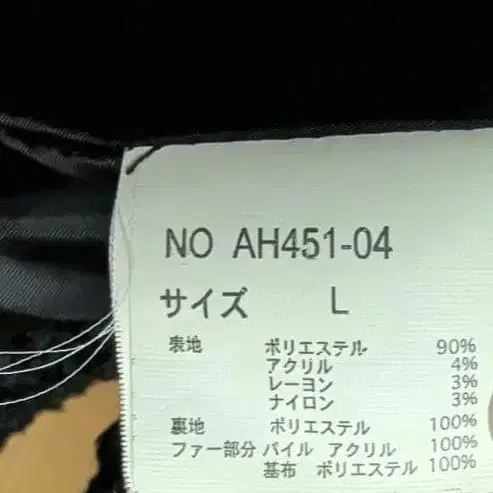 NO AH451-04
サイズ L
表地 ポリエステル 90%
アクリル 4%
レーヨン 3%
ナイロン 3%
裏地 ポリエステル 100%
ファー部分 パイル アクリル 100%
基布 ポリエステル 100%